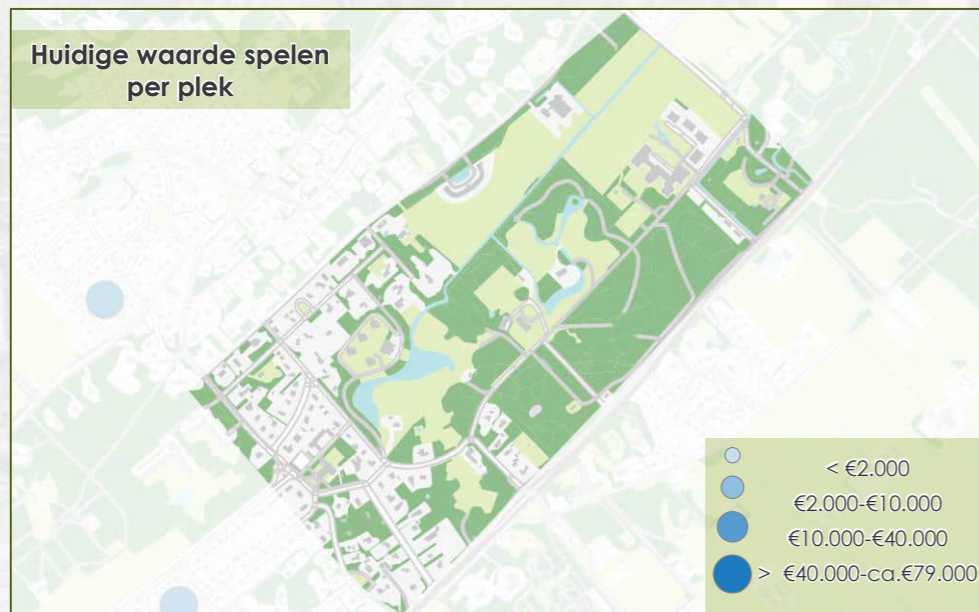 Huidige waarde spelen
per plek
< €2.000
€2.000-€10.000
€10.000-€40.000
> €40.000-ca.€79.000